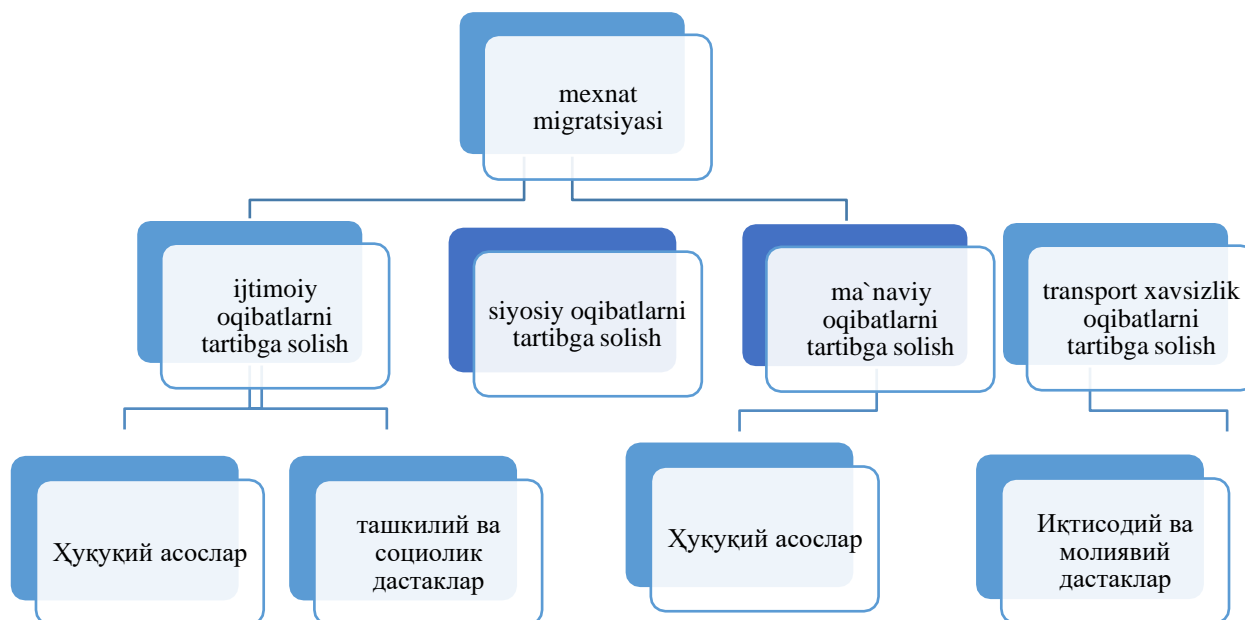 mexnat
migratsiyasi
ijtimoiy
oqibatlarni
tartibga solish
siyosiy oqibatlarni
tartibga solish
ma`naviy
oqibatlarni
tartibga solish
transport xavsizlik
oqibatlarni
tartibga solish
Ҳуқуқий асослар
ташкилий ва
социолик
дастаклар
Ҳуқуқий асослар
Иқтисодий ва
молиявий
дастаклар